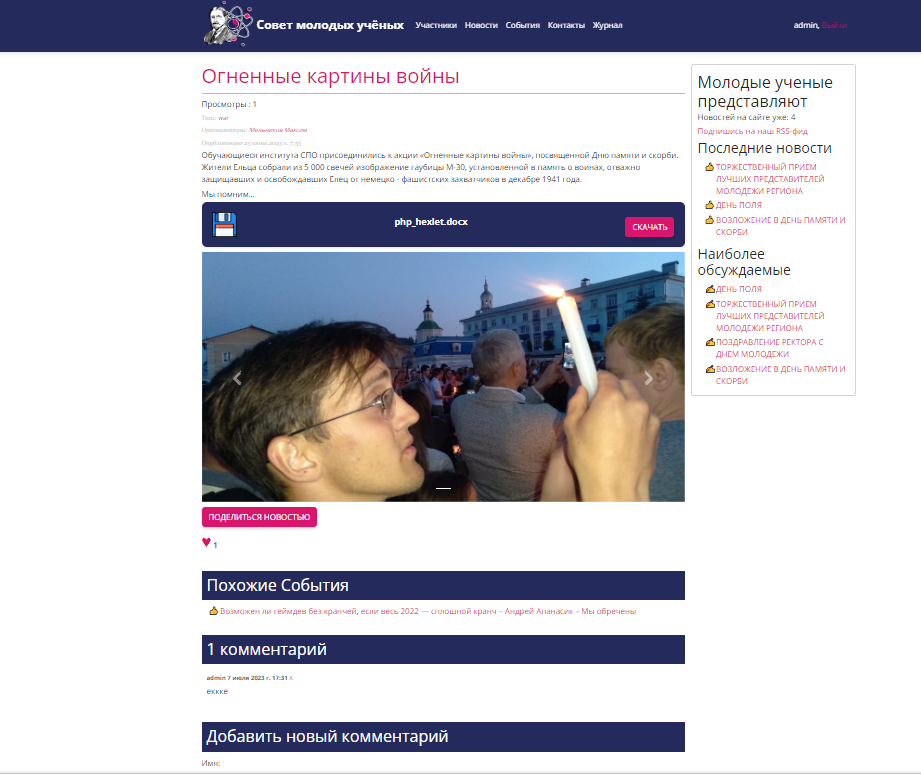 Совет молодых учёных
Участники Новости События Контакты Журнал
admin, Выйти
Огненные картины войны
Просмотры : 1
Теги: war
Организаторы: Мельников Максим
Опубликовано 25 июня 2023 г. 7:55
Обучающиеся института СПО присоединились к акции «Огненные картины войны», посвященной Дню памяти и скорби.
Жители Ельца собрали из 5 000 свечей изображение гаубицы М-30, установленной в память о воинах, отважно
защищавших и освобождавших Елец от немецко - фашистских захватчиков в декабре 1941 года.
Мы помним...
php_hexlet.docx
СКАЧАТЬ
ПОДЕЛИТЬСЯ НОВОСТЬЮ
1
Похожие События
Возможен ли геймдев без кранчей, если весь 2022 — сплошной кранч – Андрей Апанасик – Мы обречены
1 комментарий
admin 7 июля 2023 г. 17:31 X
еккке
Добавить новый комментарий
Имя:
Молодые ученые
представляют
Новостей на сайте уже: 4
Подпишись на наш RSS-фид
Последние новости
ТОРЖЕСТВЕННЫЙ ПРИЕМ
ЛУЧШИХ ПРЕДСТАВИТЕЛЕЙ
МОЛОДЕЖИ РЕГИОНА
ДЕНЬ ПОЛЯ
ВОЗЛОЖЕНИЕ В ДЕНЬ ПАМЯТИ И
СКОРБИ
Наиболее
обсуждаемые
ДЕНЬ ПОЛЯ
ТОРЖЕСТВЕННЫЙ ПРИЕМ
ЛУЧШИХ ПРЕДСТАВИТЕЛЕЙ
МОЛОДЕЖИ РЕГИОНА
ПОЗДРАВЛЕНИЕ РЕКТОРА С
ДНЕМ МОЛОДЕЖИ
ВОЗЛОЖЕНИЕ В ДЕНЬ ПАМЯТИ И
СКОРБИ